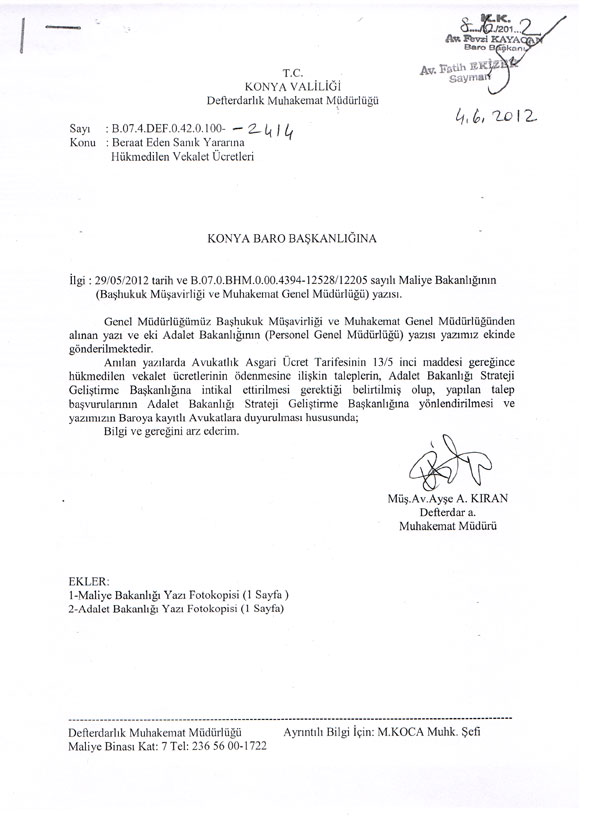 K.K.
Av. Fevzi KAYACAN
Baro Başkanı
Av. Fatih EKİZER
Sayman
4.6.2012
T.C.
KONYA VALİLİĞİ
Defterdarlık Muhakemat Müdürlüğü
Sayı : B.07.4.DEF.0.42.0.100- -2414
Konu : Beraat Eden Sanık Yararına
Hükmedilen Vekalet Ücretleri
KONYA BARO BAŞKANLIĞINA
İlgi : 29/05/2012 tarih ve B.07.0.BHM.0.00.4394-12528/12205 sayılı Maliye Bakanlığının
(Başhukuk Müşavirliği ve Muhakemat Genel Müdürlüğü) yazısı.
Genel Müdürlüğümüz Başhukuk Müşavirliği ve Muhakemat Genel Müdürlüğünden
alınan yazı ve eki Adalet Bakanlığının (Personel Genel Müdürlüğü) yazısı yazımız ekinde
gönderilmektedir.
Anılan yazılarda Avukatlık Asgari Ücret Tarifesinin 13/5 inci maddesi gereğince
hükmedilen vekalet ücretlerinin ödenmesine ilişkin taleplerin, Adalet Bakanlığı Strateji
Geliştirme Başkanlığına intikal ettirilmesi gerektiği belirtilmiş olup, yapılan talep
başvurularının Adalet Bakanlığı Strateji Geliştirme Başkanlığına yönlendirilmesi ve
yazımızın Baroya kayıtlı Avukatlara duyurulması hususunda;
Bilgi ve gereğini arz ederim.
Müş.Av.Ayşe A. KIRAN
Defterdar a.
Muhakemat Müdürü
EKLER:
1-Maliye Bakanlığı Yazı Fotokopisi (1 Sayfa )
2-Adalet Bakanlığı Yazı Fotokopisi (1 Sayfa)
Defterdarlık Muhakemat Müdürlüğü Ayrıntılı Bilgi İçin: M.KOCA Muhk. Şefi
Maliye Binası Kat: 7 Tel: 236 56 00-1722